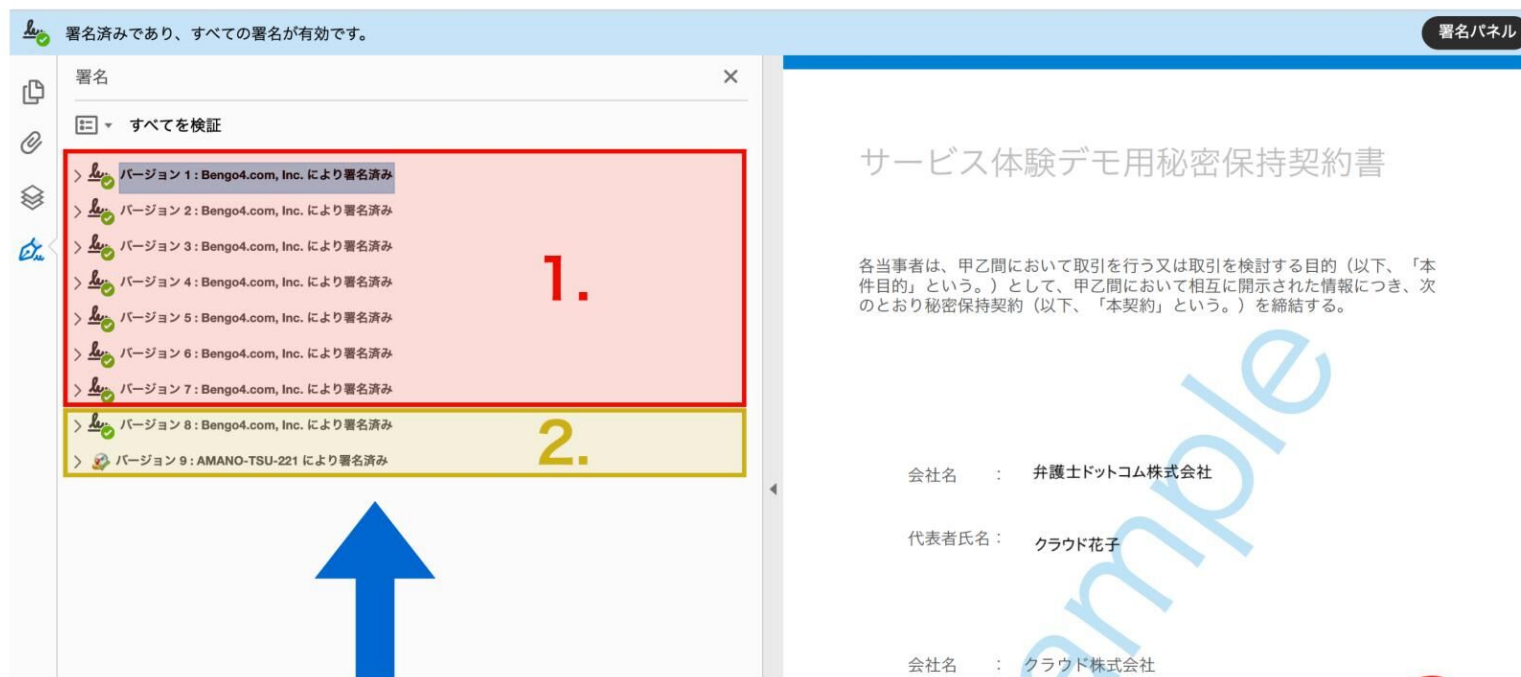 署名済みであり、すべての署名が有効です。
署名パネル
署名
すべてを検証
バージョン 1 : Bengo4.com, Inc. により署名済み
バージョン 2 : Bengo4.com, Inc. により署名済み
バージョン 3 : Bengo4.com, Inc. により署名済み
バージョン 4 : Bengo4.com, Inc. により署名済み
バージョン 5 : Bengo4.com, Inc. により署名済み
バージョン 6 : Bengo4.com, Inc. により署名済み
バージョン 7 : Bengo4.com, Inc. により署名済み
1.
バージョン 8 : Bengo4.com, Inc. により署名済み
バージョン 9 : AMANO-TSU-221 により署名済み
2.
サービス体験デモ用秘密保持契約書
各当事者は、甲乙間において取引を行う又は取引を検討する目的（以下、「本
件目的」という。）として、甲乙間において相互に開示された情報につき、次
のとおり秘密保持契約（以下、「本契約」という。）を締結する。
会社名 : 弁護士ドットコム株式会社
代表者氏名 : クラウド花子
会社名 : クラウド株式会社
ample